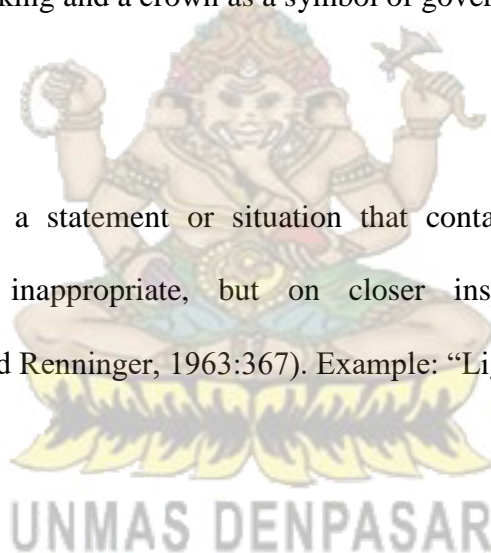 king and a crown as a symbol of gover
a statement or situation that conta
inappropriate, but on closer ins
d Renninger, 1963:367). Example: “Lig
UNMAS DENPASAR